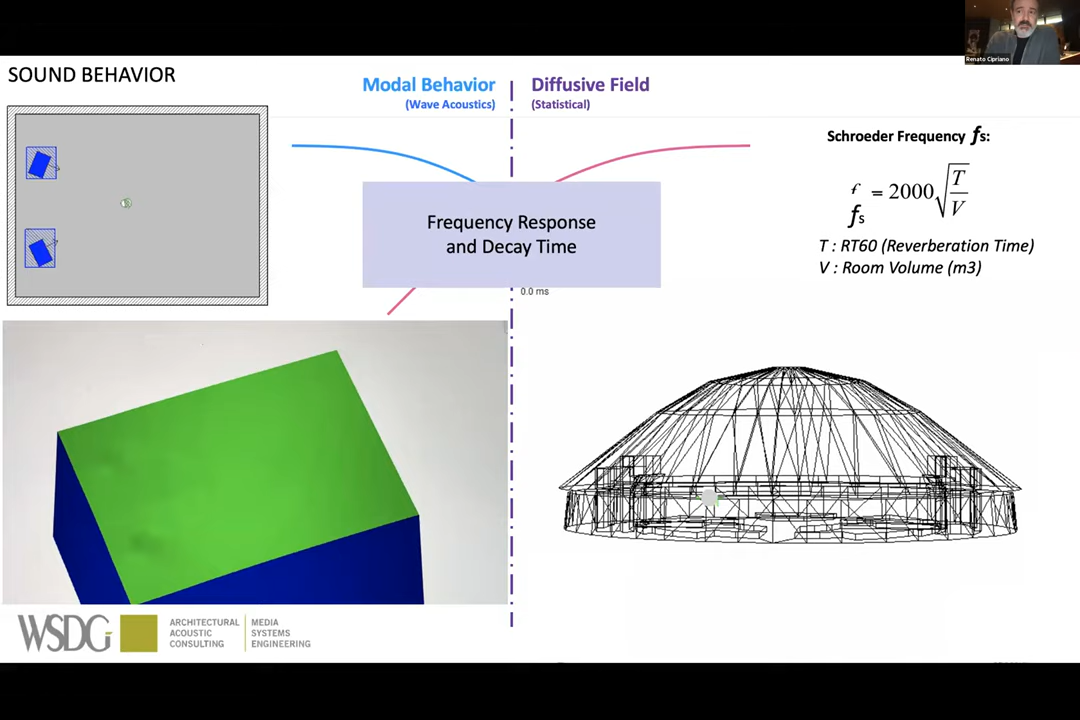 Renato Cipriano
SOUND BEHAVIOR
Modal Behavior
(Wave Acoustics)
Diffusive Field
(Statistical)
Schroeder Frequency fs:
fs = 2000 √(T/V)
T : RT60 (Reverberation Time)
V : Room Volume (m3)
Frequency Response
and Decay Time
0.0 ms
WSDG
ARCHITECTURAL
ACOUSTIC
CONSULTING
MEDIA
SYSTEMS
ENGINEERING